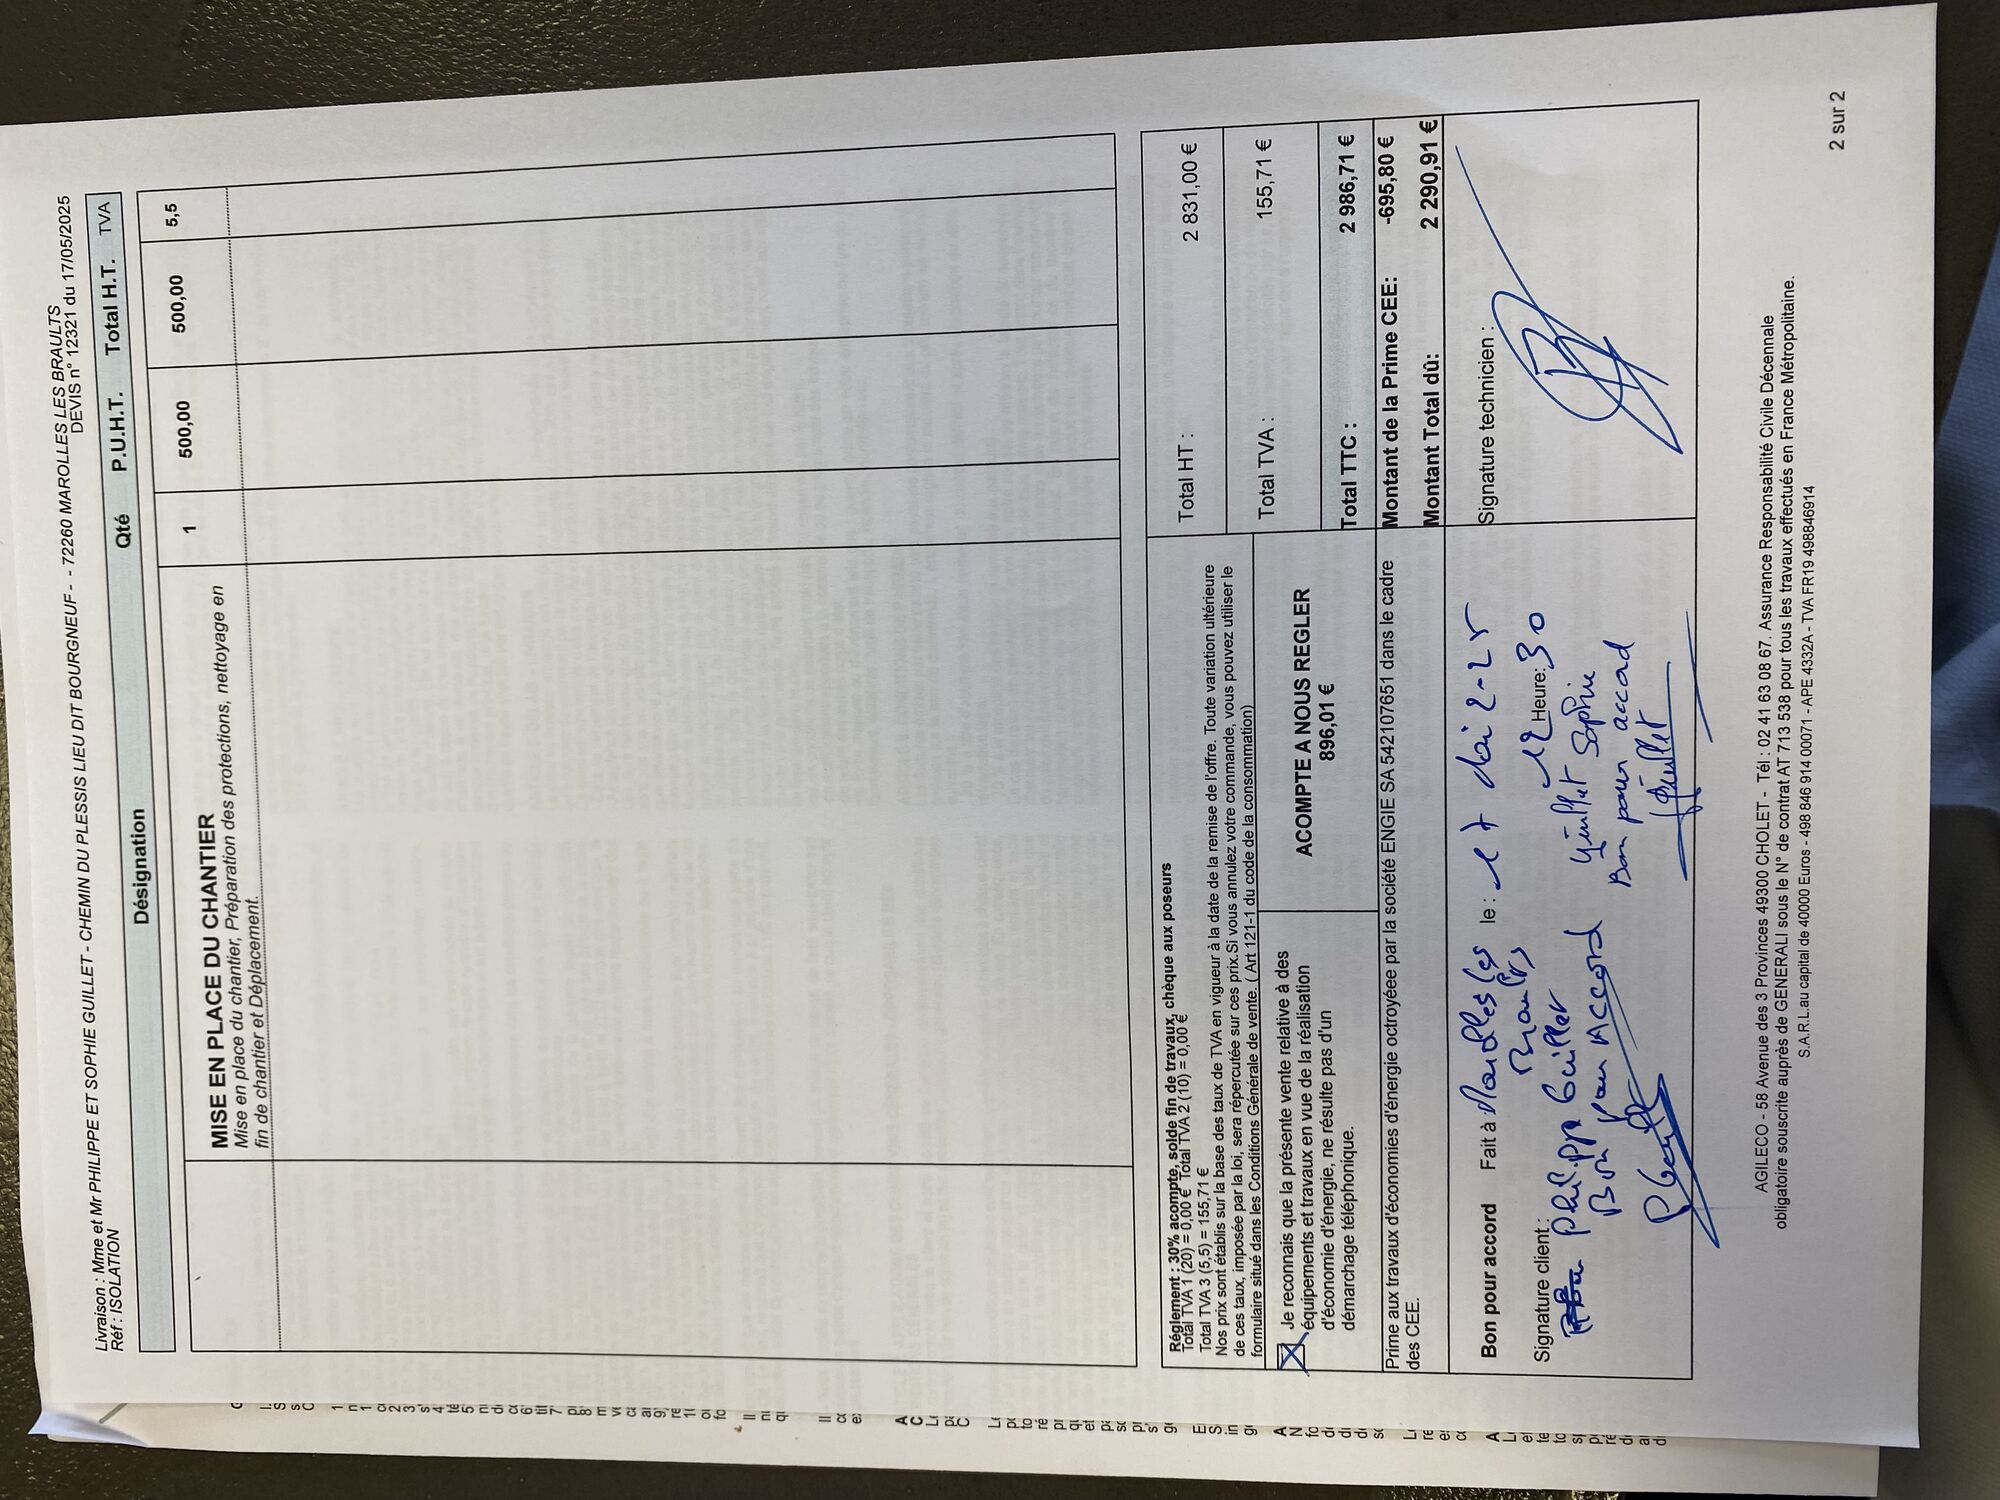 Livraison : Mme et Mr PHILIPPE ET SOPHIE GUILLET - CHEMIN DU PLESSIS LIEU DIT BOURGNEUF - - 72260 MAROLLES LES BRAULTS
Réf : ISOLATION
DEVIS n° 12321 du 17/05/2025
Désignation Qté P.U.H.T. Total H.T. TVA
MISE EN PLACE DU CHANTIER 1 500,00 500,00 5,5
Mise en place du chantier, Préparation des protections, nettoyage en
fin de chantier et Déplacement.
Réglement : 30% acompte, solde fin de travaux, chèque aux poseurs
Total TVA 1 (20) = 0,00 € Total TVA 2 (10) = 0,00 €
Total TVA 3 (5,5) = 155,71 €
Nos prix sont établis sur la base des taux de TVA en vigueur à la date de la remise de l'offre. Toute variation ultérieure
de ces taux, imposée par la loi, sera répercutée sur ces prix.Si vous annulez votre commande, vous pouvez utiliser le
formulaire situé dans les Conditions Générale de vente. ( Art 121-1 du code de la consommation)
Total HT : 2 831,00 €
Total TVA : 155,71 €
Total TTC : 2 986,71 €
Montant de la Prime CEE: -695,80 €
Montant Total dû: 2 290,91 €
Je reconnais que la présente vente relative à des
équipements et travaux en vue de la réalisation
d'économie d'énergie, ne résulte pas d'un
démarchage téléphonique.
ACOMPTE A NOUS REGLER
896,01 €
Prime aux travaux d'économies d'énergie octroyéee par la société ENGIE SA 542107651 dans le cadre
des CEE.
Bon pour accord Fait à Marolles les le : 17 Mai 2-25
Braults
Signature client : Heure: 12 30
Philippe Guillet
Bon pour Accord
Guillet Sophie
Bon pour accord
Guillet
Signature technicien :
AGILECO - 58 Avenue des 3 Provinces 49300 CHOLET - Tél : 02 41 63 08 67. Assurance Responsabilité Civile Décennale
obligatoire souscrite auprès de GENERALI sous le N° de contrat AT 713 538 pour tous les travaux effectués en France Métropolitaine.
S.A.R.L au capital de 40000 Euros - 498 846 914 00071 - APE 4332A - TVA FR19 498846914
2 sur 2